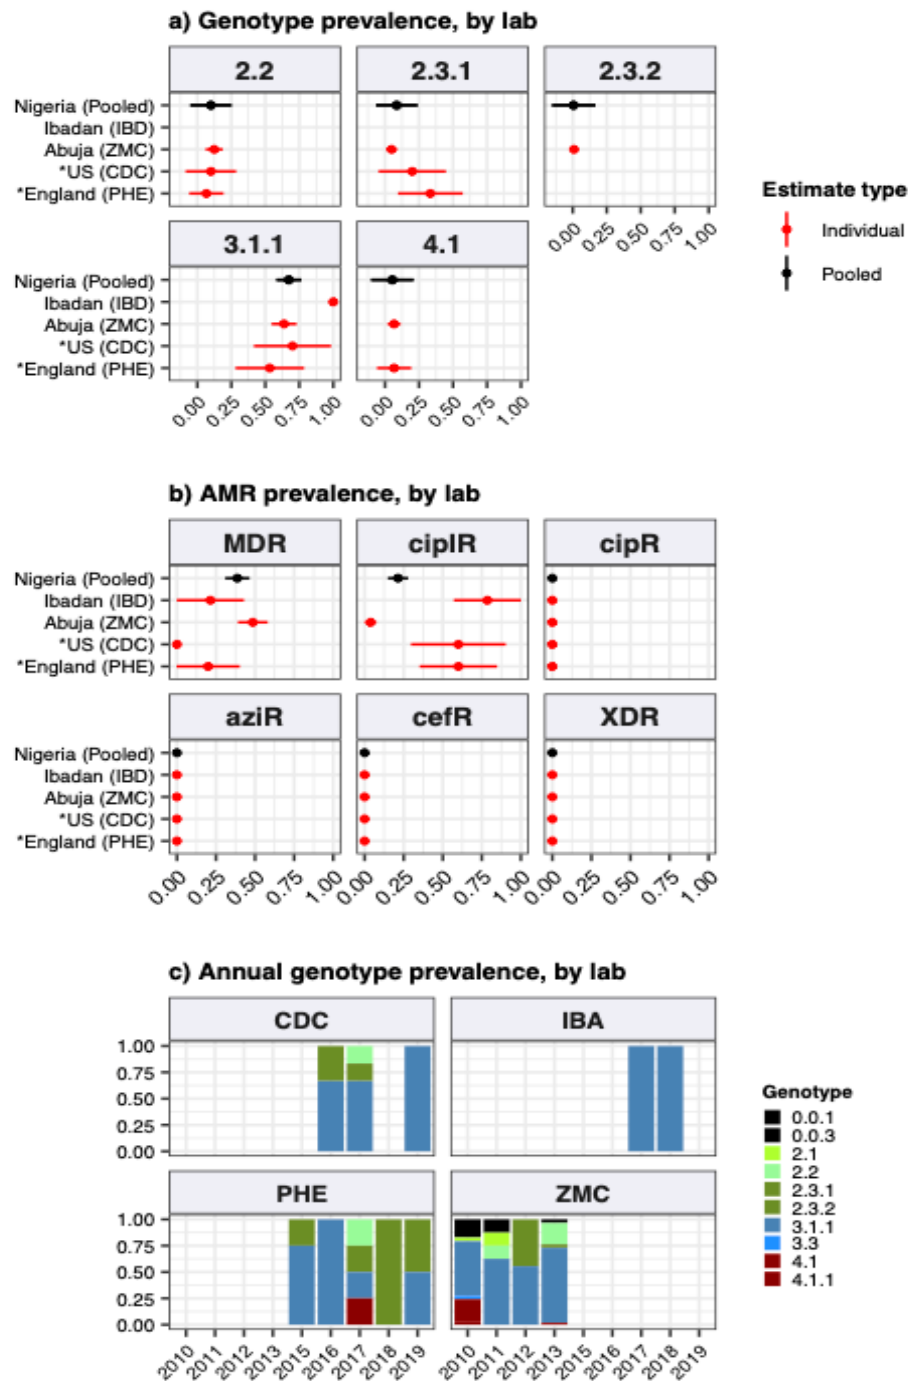 a) Genotype prevalence, by lab
2.2 2.3.1 2.3.2
Nigeria (Pooled)
Ibadan (IBD)
Abuja (ZMC)
*US (CDC)
*England (PHE)
0.00 0.25 0.50 0.75 1.00
3.1.1 4.1
Nigeria (Pooled)
Ibadan (IBD)
Abuja (ZMC)
*US (CDC)
*England (PHE)
0.00 0.25 0.50 0.75 1.00 0.00 0.25 0.50 0.75 1.00
Estimate type
Individual
Pooled
b) AMR prevalence, by lab
MDR cipIR cipR
Nigeria (Pooled)
Ibadan (IBD)
Abuja (ZMC)
*US (CDC)
*England (PHE)
aziR cefR XDR
Nigeria (Pooled)
Ibadan (IBD)
Abuja (ZMC)
*US (CDC)
*England (PHE)
0.00 0.25 0.50 0.75 1.00 0.00 0.25 0.50 0.75 1.00 0.00 0.25 0.50 0.75 1.00
c) Annual genotype prevalence, by lab
CDC IBA
1.00
0.75
0.50
0.25
0.00
PHE ZMC
1.00
0.75
0.50
0.25
0.00
2010 2011 2012 2013 2015 2016 2017 2018 2019 2010 2011 2012 2013 2015 2016 2017 2018 2019
Genotype
0.0.1
0.0.3
2.1
2.2
2.3.1
2.3.2
3.1.1
3.3
4.1
4.1.1